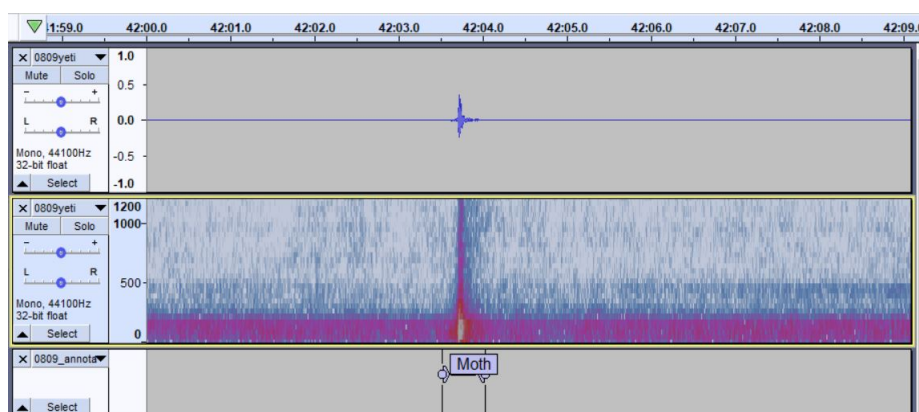 1:59.0 42:00.0 42:01.0 42:02.0 42:03.0 42:04.0 42:05.0 42:06.0 42:07.0 42:08.0 42:09.
× 0809yeti ▼ 1.0
Mute Solo
0.5
- +
L R
0.0
Mono, 44100Hz
32-bit float
-0.5
Select
-1.0
× 0809yeti ▼ 1200
Mute Solo
1000
- +
L R
500
Mono, 44100Hz
32-bit float
Select
0
× 0809_annota ▼
Moth
Select